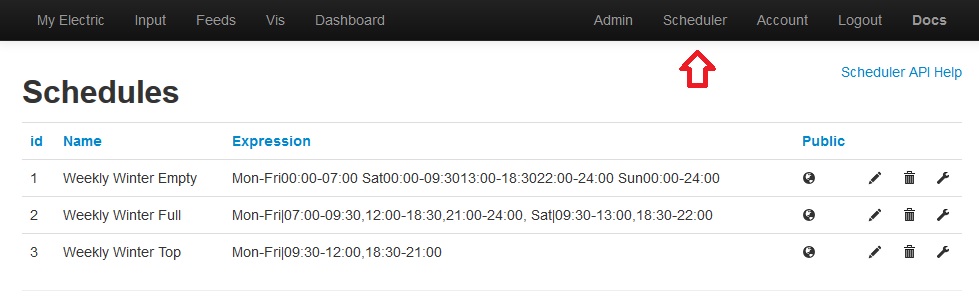 My Electric Input Feeds Vis Dashboard Admin Scheduler Account Logout Docs
Scheduler API Help
Schedules
id Name Expression Public
1 Weekly Winter Empty Mon-Fri00:00-07:00 Sat00:00-09:3013:00-18:3022:00-24:00 Sun00:00-24:00
2 Weekly Winter Full Mon-Fri|07:00-09:30,12:00-18:30,21:00-24:00, Sat|09:30-13:00,18:30-22:00
3 Weekly Winter Top Mon-Fri|09:30-12:00,18:30-21:00